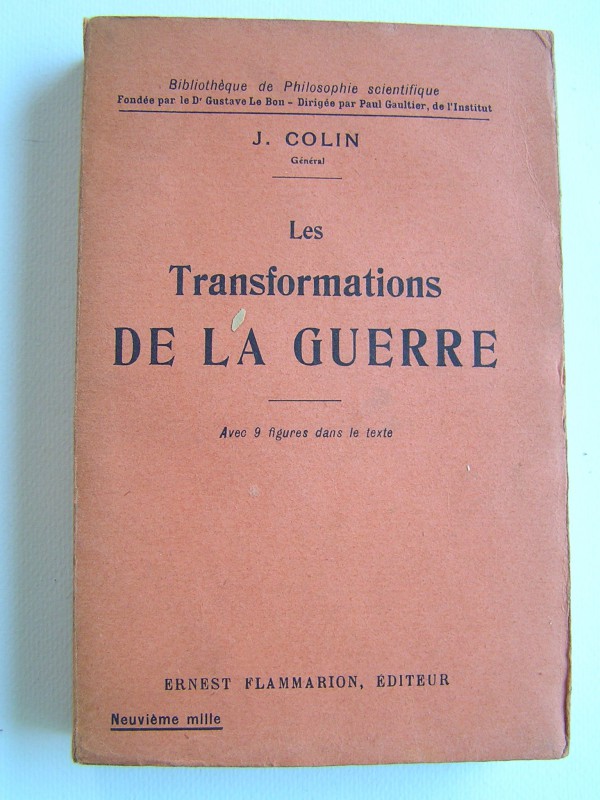 Bibliothèque de Philosophie scientifique
Fondée par le Dr Gustave Le Bon – Dirigée par Paul Gaultier, de l'Institut
J. COLIN
Général
Les
Transformations
DE LA GUERRE
Avec 9 figures dans le texte
ERNEST FLAMMARION, EDITEUR
Neuvième mille